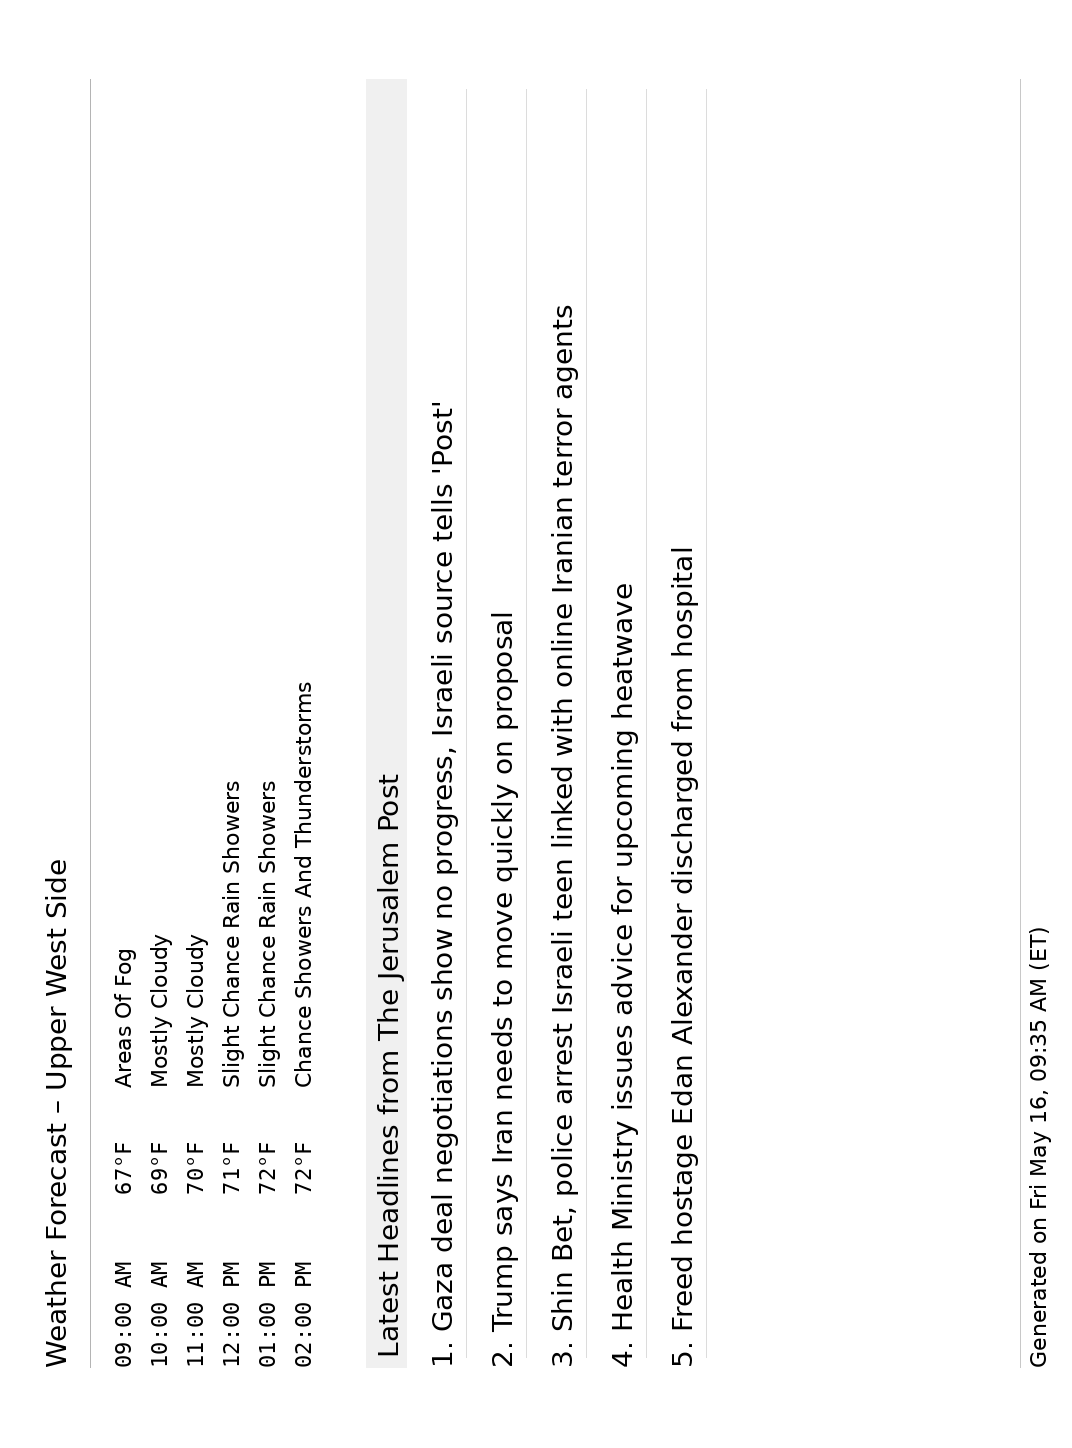 Weather Forecast – Upper West Side
09:00 AM 67°F Areas Of Fog
10:00 AM 69°F Mostly Cloudy
11:00 AM 70°F Mostly Cloudy
12:00 PM 71°F Slight Chance Rain Showers
01:00 PM 72°F Slight Chance Rain Showers
02:00 PM 72°F Chance Showers And Thunderstorms
Latest Headlines from The Jerusalem Post
1. Gaza deal negotiations show no progress, Israeli source tells 'Post'
2. Trump says Iran needs to move quickly on proposal
3. Shin Bet, police arrest Israeli teen linked with online Iranian terror agents
4. Health Ministry issues advice for upcoming heatwave
5. Freed hostage Edan Alexander discharged from hospital
Generated on Fri May 16, 09:35 AM (ET)